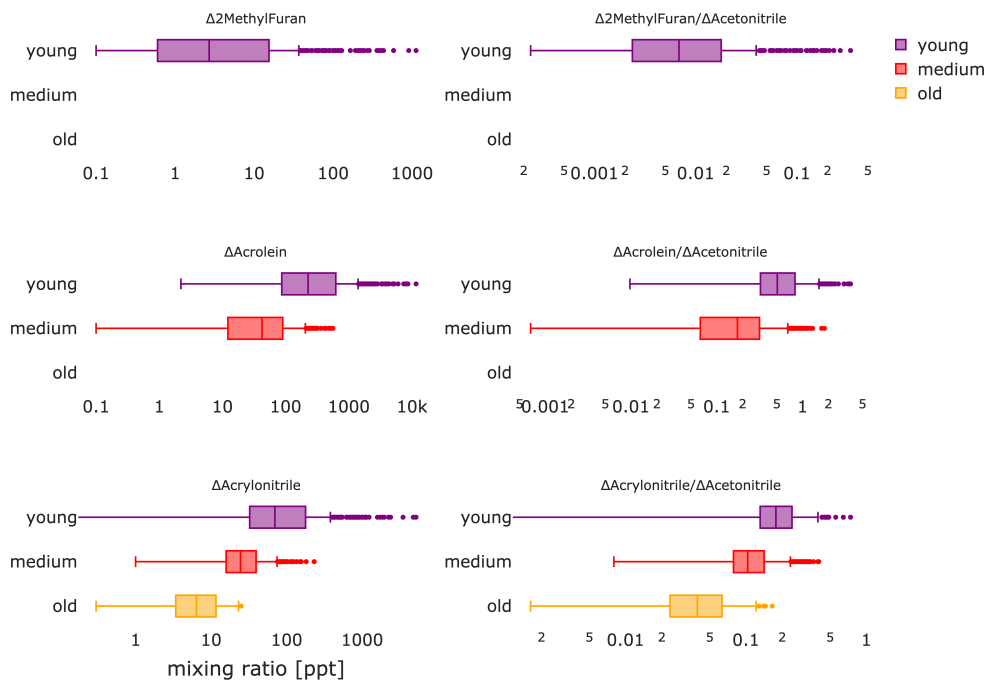 Δ2MethylFuran
young
medium
old
0.1 1 10 100 1000
Δ2MethylFuran/ΔAcetonitrile
young
medium
old
2 5 0.001 2 5 0.01 2 5 0.1 2 5
young
medium
old
ΔAcrolein
young
medium
old
0.1 1 10 100 1000 10k
ΔAcrolein/ΔAcetonitrile
young
medium
old
5 0.001 2 5 0.01 2 5 0.1 2 5 1 2 5
ΔAcrylonitrile
young
medium
old
1 10 100 1000
mixing ratio [ppt]
ΔAcrylonitrile/ΔAcetonitrile
young
medium
old
2 5 0.01 2 5 0.1 2 5 1